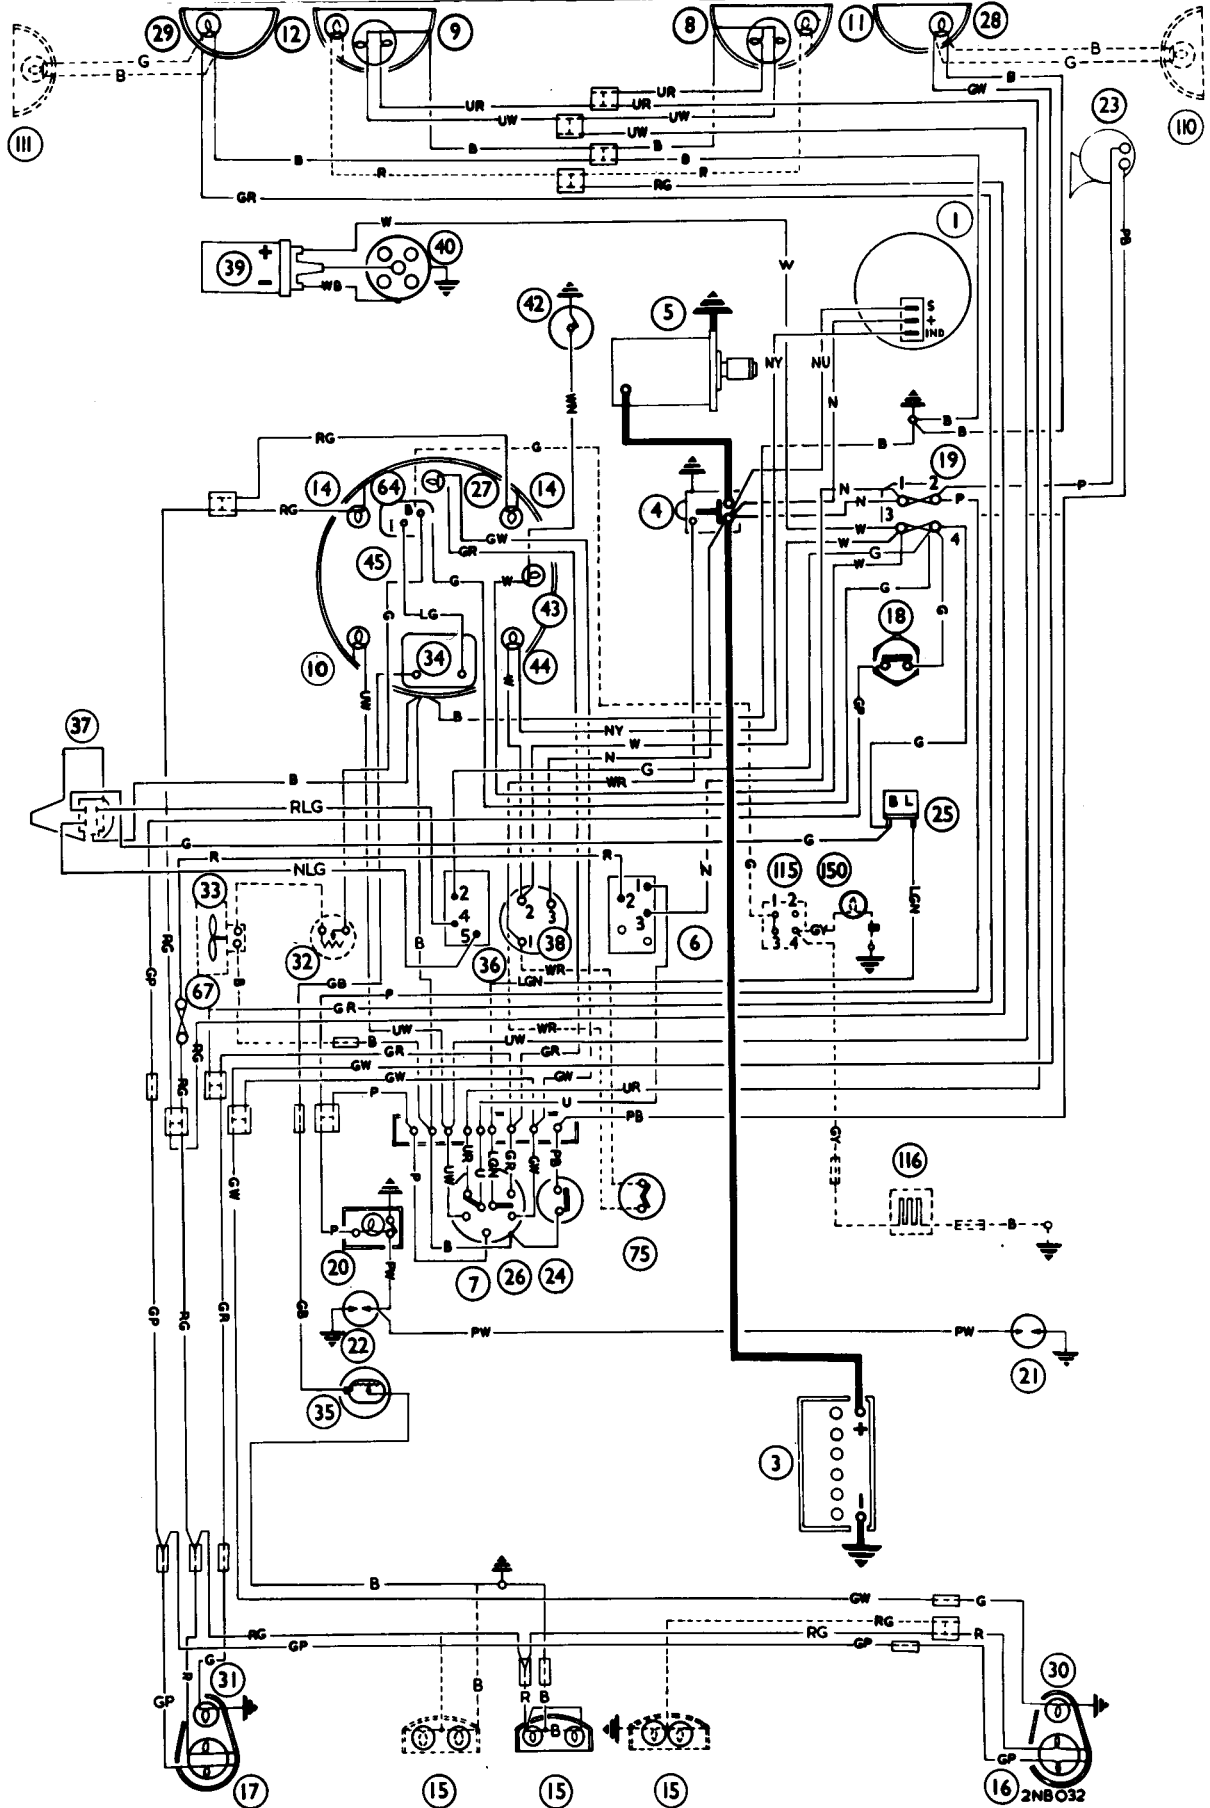 29
12
9
8
11
28
G
B
B
G
B
GW
111
110
23
UR
UR
UR
UW
UW
UW
B
B
B
B
R
R
RG
GR
W
1
PB
39
+
-
40
WB
W
42
5
S
+
IND
NY
NU
N
WN
RG
G
B
B
B
14
64
27
14
19
1
2
N
P
P
RG
B
1
4
N
13
GW
W
W
4
GR
G
45
W
W
G
G
43
G
LG
18
G
10
34
44
UW
W
GP
B
37
NY
W
G
N
G
B
WR
RLG
B L
25
G
G
R
R
NLG
N
G
33
2
4
5
2
3
1
38
1
2
3
6
115
150
1 2
3 4
GY
B
LGN
RG
32
B
36
WR
LGN
GP
67
B
GB
P
GR
UW
WR
UW
B
RG
GR
GR
GW
GW
GW
RG
P
U
UR
PB
GW
UR
U
LGN
GR
GW
PB
P
UW
GY
116
P
B
B
20
7
26
24
75
PW
GP
RG
GR
GB
22
PW
PW
21
35
3
+
-
B
GW
G
RG
RG
RG
R
GP
GP
31
G
R
B
R
B
30
GP
B
GP
17
15
15
15
16
2NB032